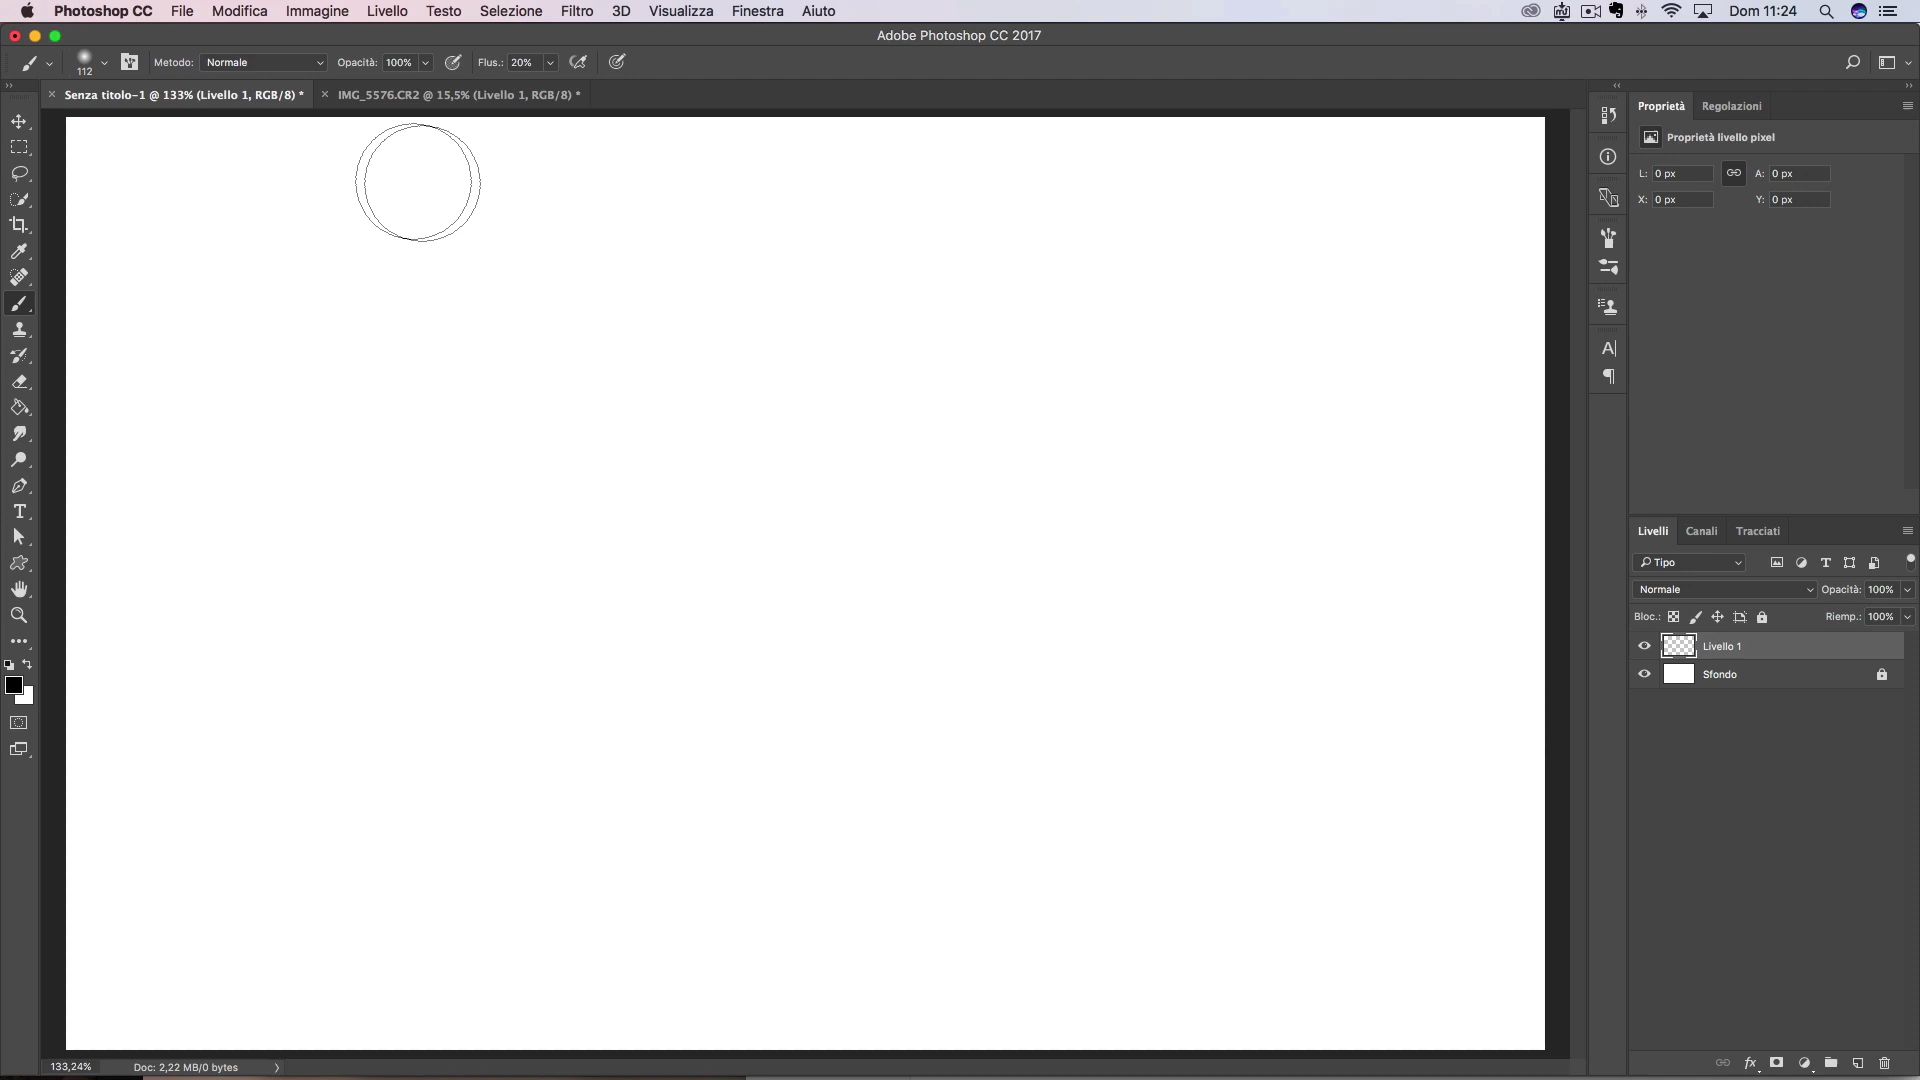 Photoshop CC File Modifica Immagine Livello Testo Selezione Filtro 3D Visualizza Finestra Aiuto Dom 11:24
Adobe Photoshop CC 2017
112 Metodo: Normale Opacità: 100% Flus.: 20%
Senza titolo-1 @ 133% (Livello 1, RGB/8) * IMG_5576.CR2 @ 15,5% (Livello 1, RGB/8) *
Proprietà Regolazioni
Proprietà livello pixel
L: 0 px A: 0 px
X: 0 px Y: 0 px
Livelli Canali Tracciati
Tipo
Normale Opacità: 100%
Bloc.: Riemp.: 100%
Livello 1
Sfondo
133,24% Doc: 2,22 MB/0 bytes